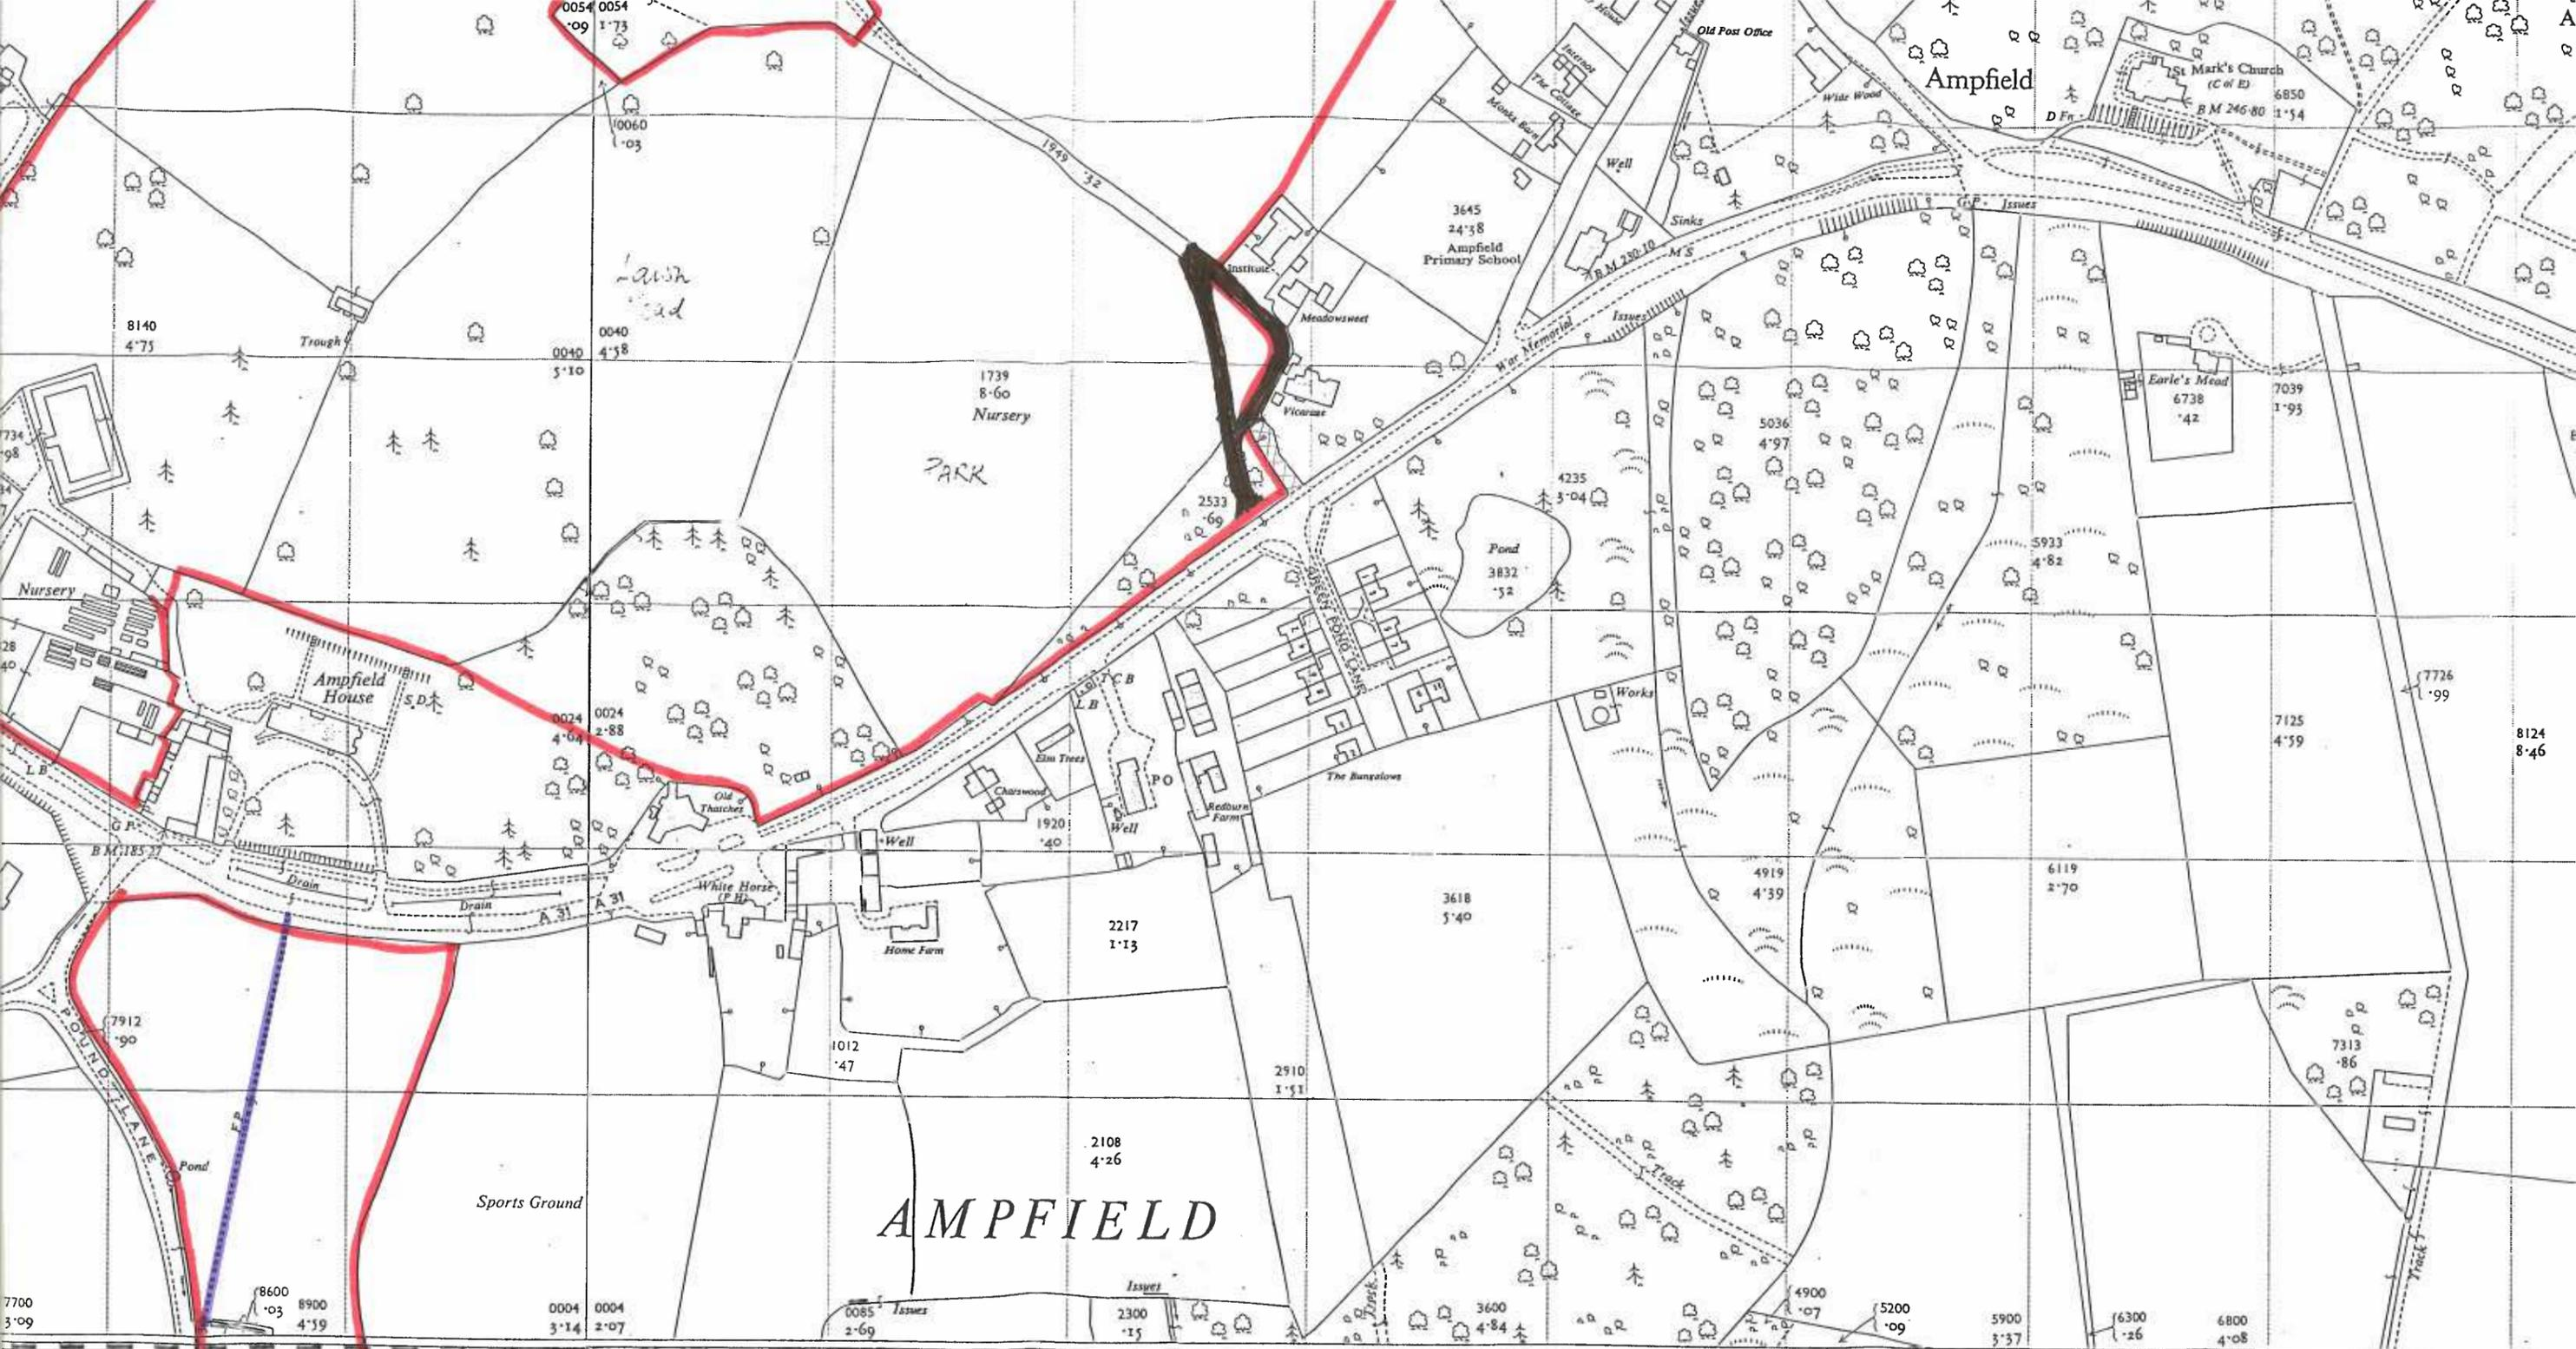 0054 0054
.09 1.73
Old Post Office
Ampfield
St Mark's Church
(C of E)
6850
1.54
B M 246.80
D Fn
Wide Wood
Internot
The Cottage
Monks Barn
Well
Sinks
Issues
0060
.03
1949 .32
3645
24.38
Ampfield
Primary School
B M 230.10
M S
G P
Issues
Institute
Meadowsweet
War Memorial
Issues
Vicarage
8140
4.75
Trough
0040
5.10
0040
4.58
1739
8.60
Nursery
PARK
2533
.69
4235
3.04
Pond
3832
.52
5036
4.97
Earle's Mead
6738
.42
7039
1.93
5933
4.82
7734
.98
Nursery
Ampfield
House
S D
0024
4.64
0024
2.88
L B
T C B
L B
GREEN POND LANE
Works
7726
.99
7125
4.59
8124
8.46
Elm Trees
Charswood
P O
Redburn
Farm
The Bungalows
Old
Thatches
1920
.40
Well
Well
G P
B M 185.27
Drain
Drain
A 31 A 31
White Horse
(P H)
Home Farm
2217
1.13
3618
5.40
4919
4.39
6119
2.70
7912
.90
POUND LANE
F P
Pond
1012
.47
2910
1.51
7313
.86
2108
4.26
Sports Ground
AMPFIELD
Track
Track
Track
7700
3.09
8600
.03
8900
4.59
0004
3.14
0004
2.07
0085
2.69
Issues
Issues
2300
.15
3600
4.84
4900
.07
5200
.09
5900
3.37
6300
.26
6800
4.08